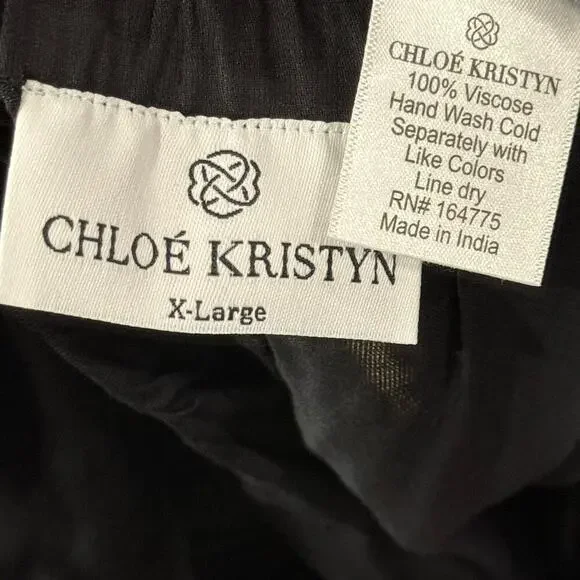 CHLOÉ KRISTYN
X-Large
CHLOÉ KRISTYN
100% Viscose
Hand Wash Cold
Separately with
Like Colors
Line dry
RN# 164775
Made in India